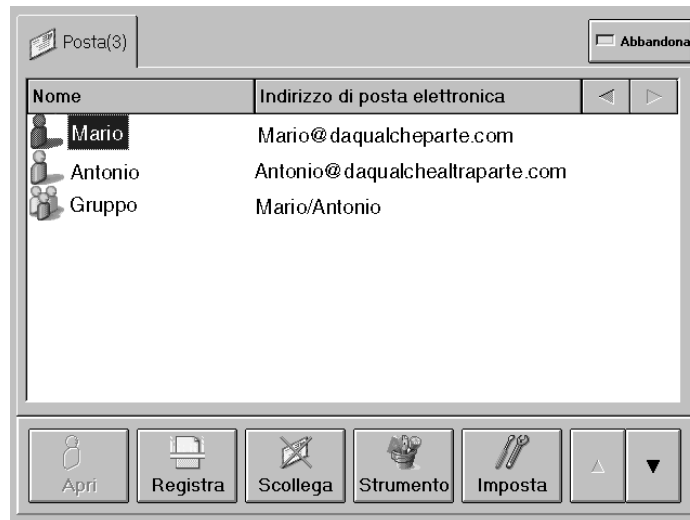 Posta(3)
Abbandona
Nome Indirizzo di posta elettronica
Mario Mario@daqualcheparte.com
Antonio Antonio@daqualchealtraparte.com
Gruppo Mario/Antonio
Apri Registra Scollega Strumento Imposta